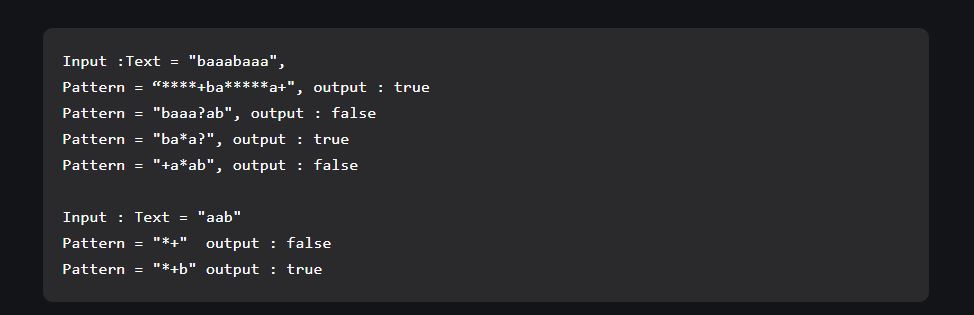 Input :Text = "baaabaaa",
Pattern = “****+ba*****a+", output : true
Pattern = "baaa?ab", output : false
Pattern = "ba*a?", output : true
Pattern = "+a*ab", output : false
Input : Text = "aab"
Pattern = "*+"  output : false
Pattern = "*+b" output : true